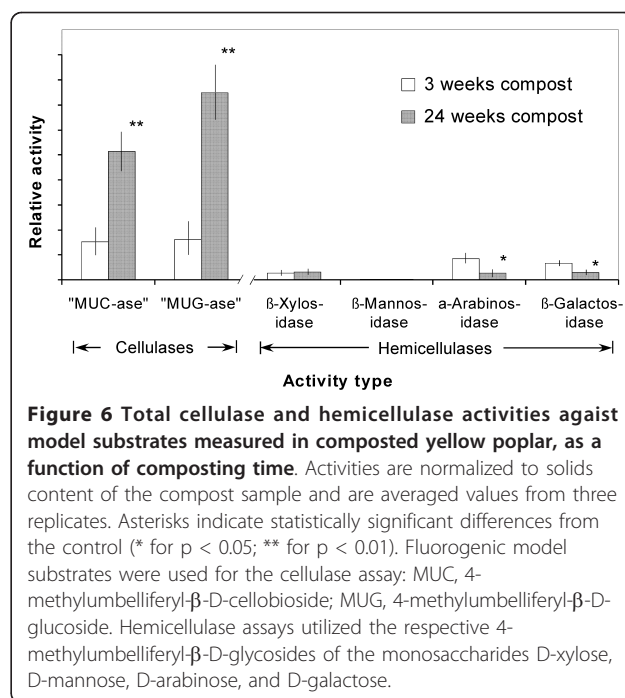 **
**
3 weeks compost
24 weeks compost
Relative activity
*
*
"MUC-ase" "MUG-ase" ß-Xylos-idase ß-Mannos-idase a-Arabinos-idase ß-Galactos-idase
Cellulases Hemicellulases
Activity type
Figure 6 Total cellulase and hemicellulase activities agaist
model substrates measured in composted yellow poplar, as a
function of composting time. Activities are normalized to solids
content of the compost sample and are averaged values from three
replicates. Asterisks indicate statistically significant differences from
the control (* for p < 0.05; ** for p < 0.01). Fluorogenic model
substrates were used for the cellulase assay: MUC, 4-
methylumbelliferyl-β-D-cellobioside; MUG, 4-methylumbelliferyl-β-D-
glucoside. Hemicellulase assays utilized the respective 4-
methylumbelliferyl-β-D-glycosides of the monosaccharides D-xylose,
D-mannose, D-arabinose, and D-galactose.